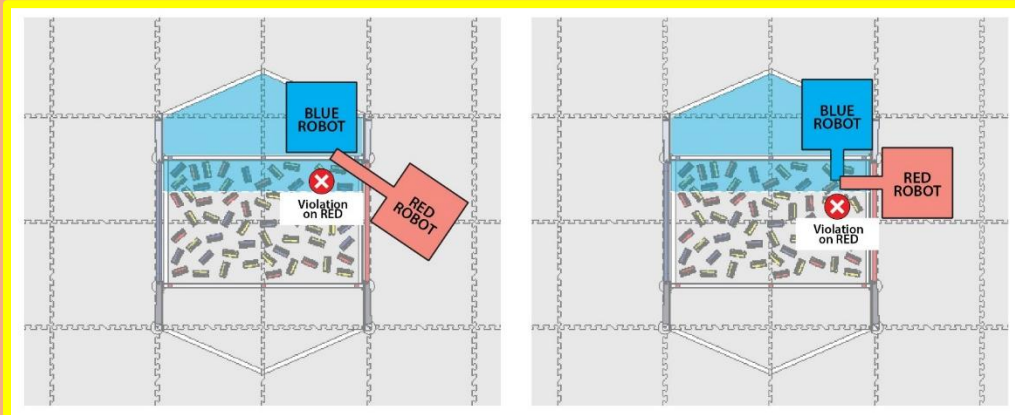 BLUE
ROBOT
RED
ROBOT
Violation
on RED
BLUE
ROBOT
RED
ROBOT
Violation
on RED